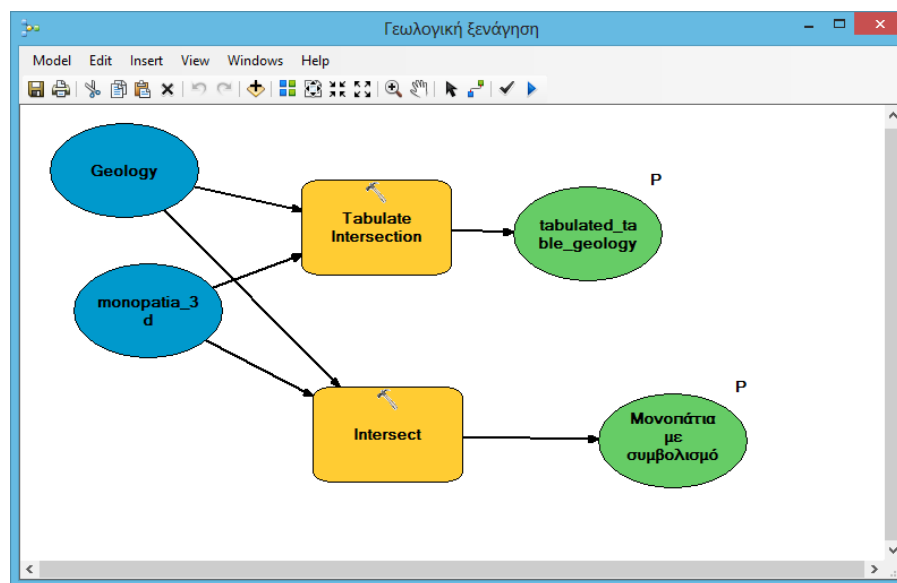 Γεωλογική ξενάγηση
Model Edit Insert View Windows Help
P
Geology
Tabulate
Intersection
tabulated_ta
ble_geology
monopatia_3
d
P
Intersect
Μονοπάτια
με
συμβολισμό